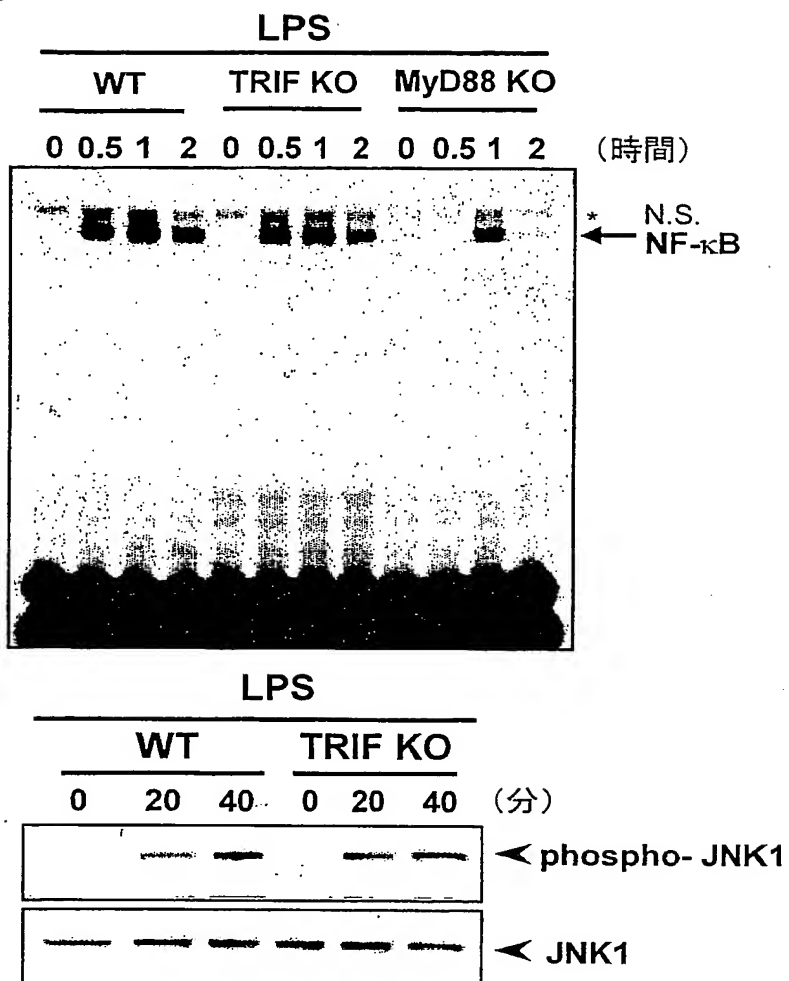 LPS
WT TRIF KO MyD88 KO
0 0.5 1 2 0 0.5 1 2 0 0.5 1 2 (時間)
* N.S.
NF-κB
LPS
WT TRIF KO
0 20 40 0 20 40 (分)
phospho- JNK1
JNK1